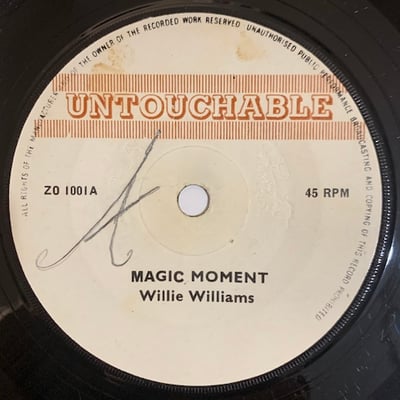 ALL RIGHTS OF THE MANUFACTURER AND OF THE OWNER OF THE RECORDED WORK RESERVED. UNAUTHORISED PUBLIC PERFORMANCE BROADCASTING AND COPYING OF THIS RECORD PROHIBITED
UNTOUCHABLE
ZO 1001A
45 RPM
A
MAGIC MOMENT
Willie Williams